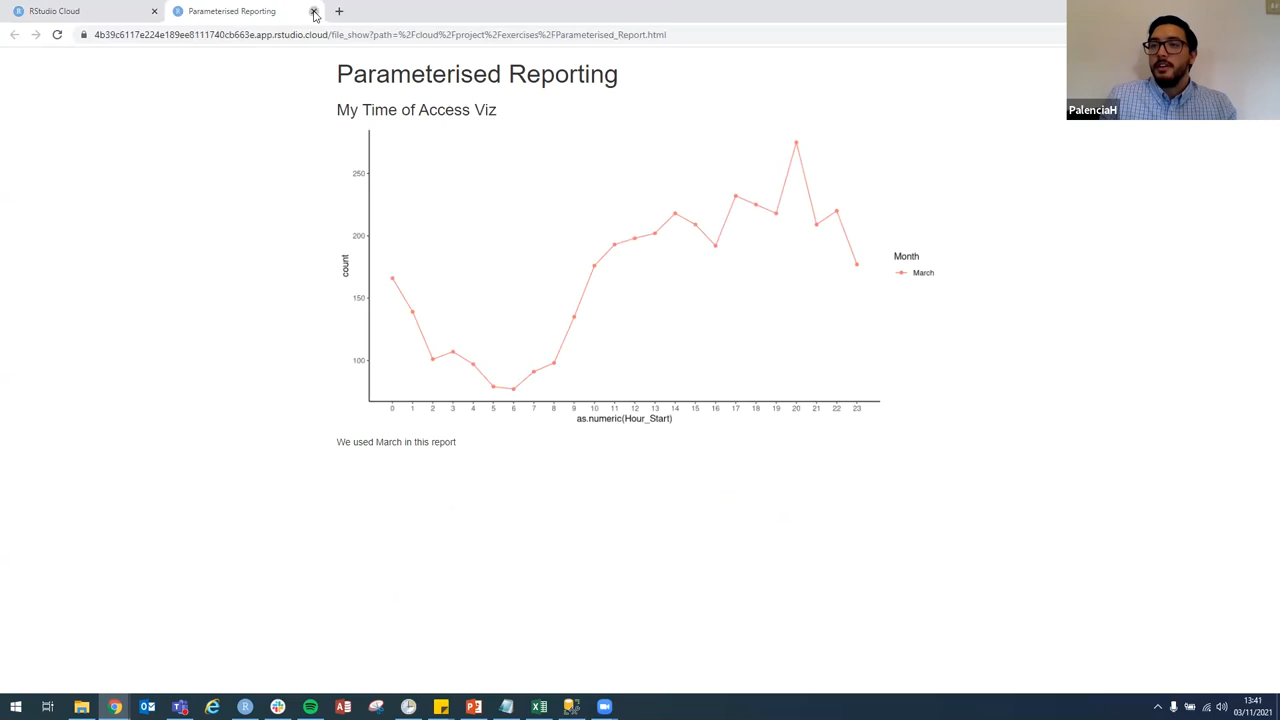 RStudio Cloud
Parameterised Reporting
4b39c6117e224e189ee8111740cb663e.app.rstudio.cloud/file_show?path=%2Fcloud%2Fproject%2Fexercises%2FParameterised_Report.html
PalenciaH
Parameterised Reporting
My Time of Access Viz
250
200
150
100
count
0 1 2 3 4 5 6 7 8 9 10 11 12 13 14 15 16 17 18 19 20 21 22 23
as.numeric(Hour_Start)
Month
March
We used March in this report
13:41
03/11/2021